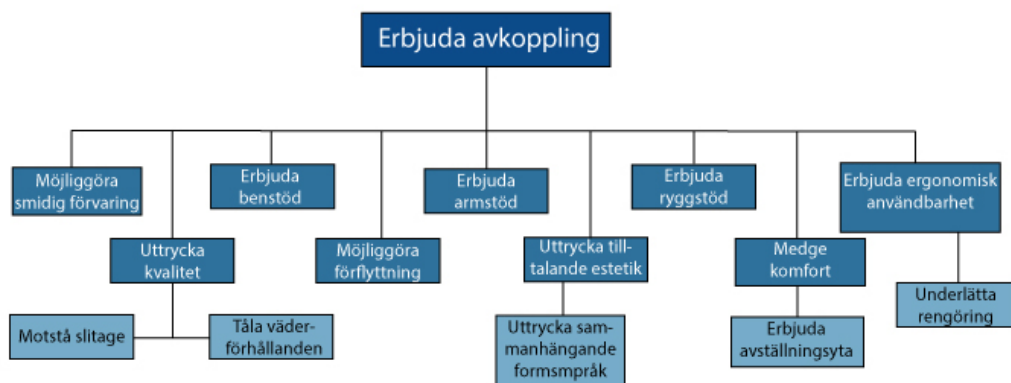 Erbjuda avkoppling
Möjliggöra
smidig förvaring
Erbjuda
benstöd
Erbjuda
armstöd
Erbjuda
ryggstöd
Erbjuda ergonomisk
användbarhet
Uttrycka
kvalitet
Möjliggöra
förflyttning
Uttrycka till-
talande estetik
Medge
komfort
Motstå slitage
Tåla väder-
förhållanden
Uttrycka sam-
manhängande
formsmpråk
Erbjuda
avställningsyta
Underlätta
rengöring